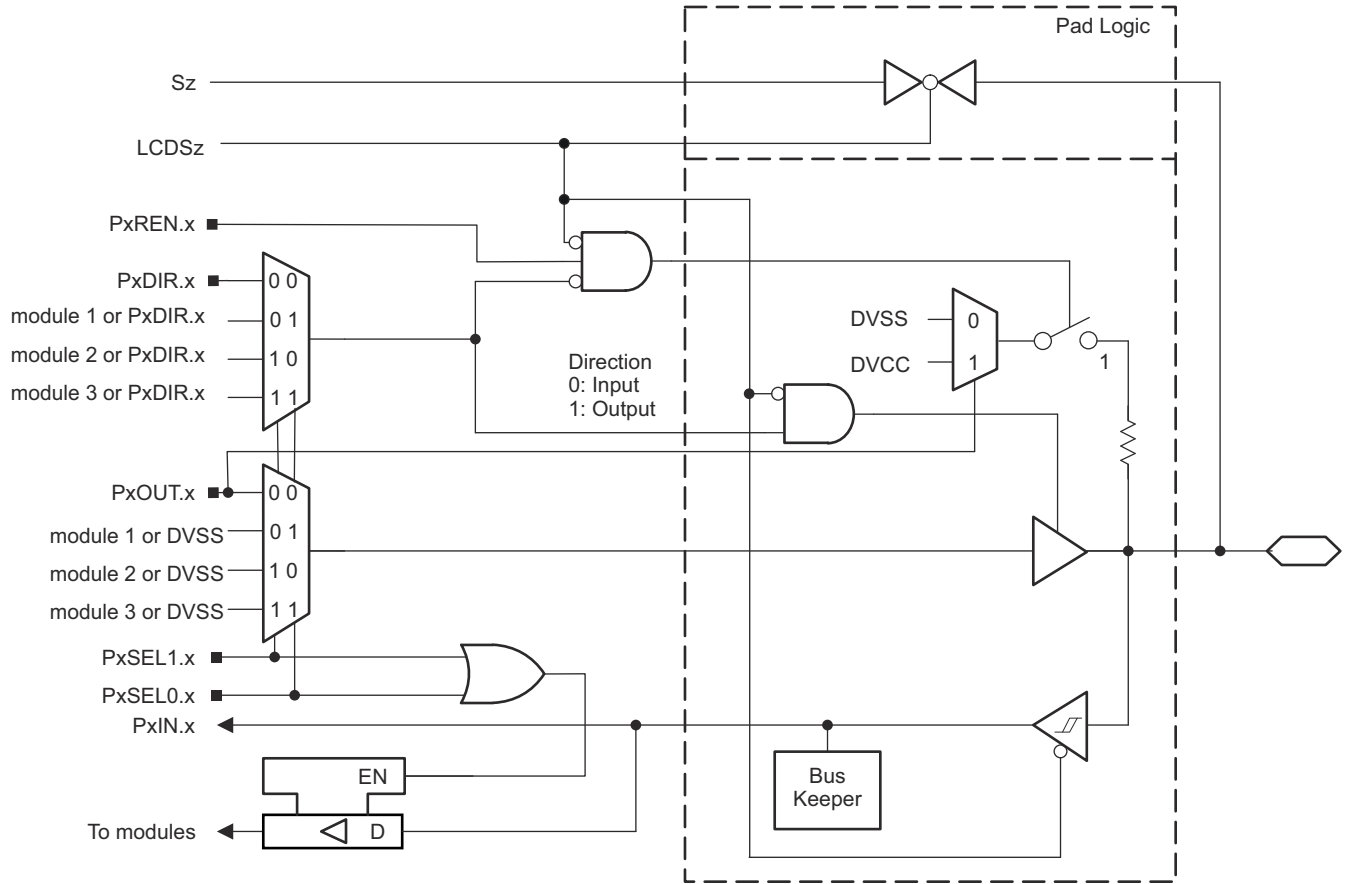 Pad Logic
Sz
LCDSz
PxREN.x
PxDIR.x
0 0
module 1 or PxDIR.x
0 1
module 2 or PxDIR.x
1 0
module 3 or PxDIR.x
1 1
Direction
0: Input
1: Output
DVSS
0
DVCC
1
1
PxOUT.x
0 0
module 1 or DVSS
0 1
module 2 or DVSS
1 0
module 3 or DVSS
1 1
PxSEL1.x
PxSEL0.x
PxIN.x
EN
Bus
Keeper
To modules
D